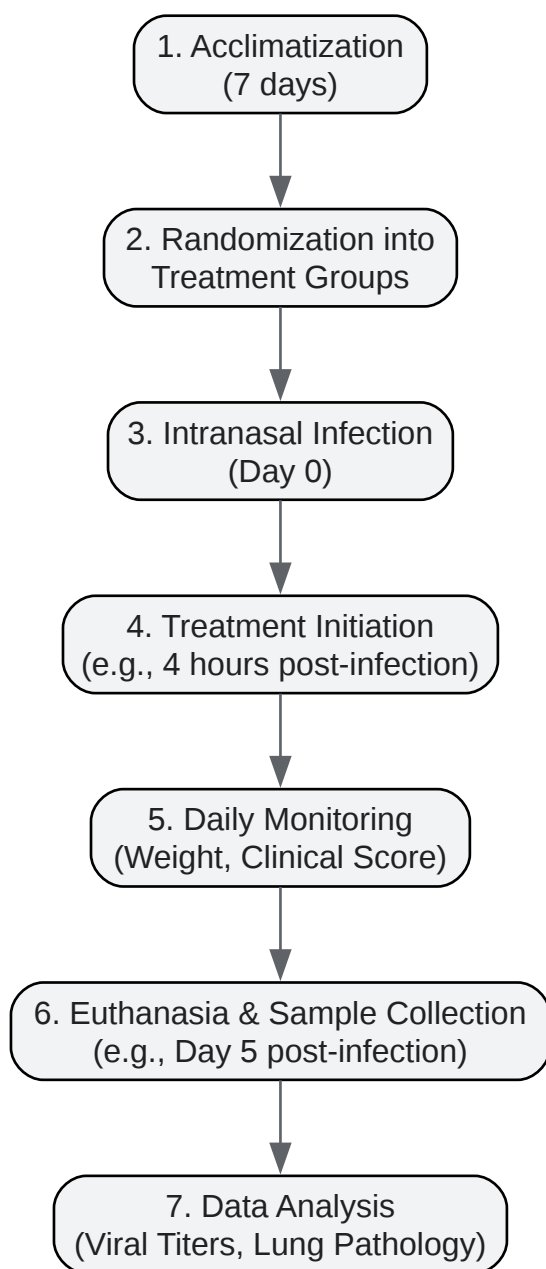 1. Acclimatization
(7 days)
2. Randomization into
Treatment Groups
3. Intranasal Infection
(Day 0)
4. Treatment Initiation
(e.g., 4 hours post-infection)
5. Daily Monitoring
(Weight, Clinical Score)
6. Euthanasia & Sample Collection
(e.g., Day 5 post-infection)
7. Data Analysis
(Viral Titers, Lung Pathology)